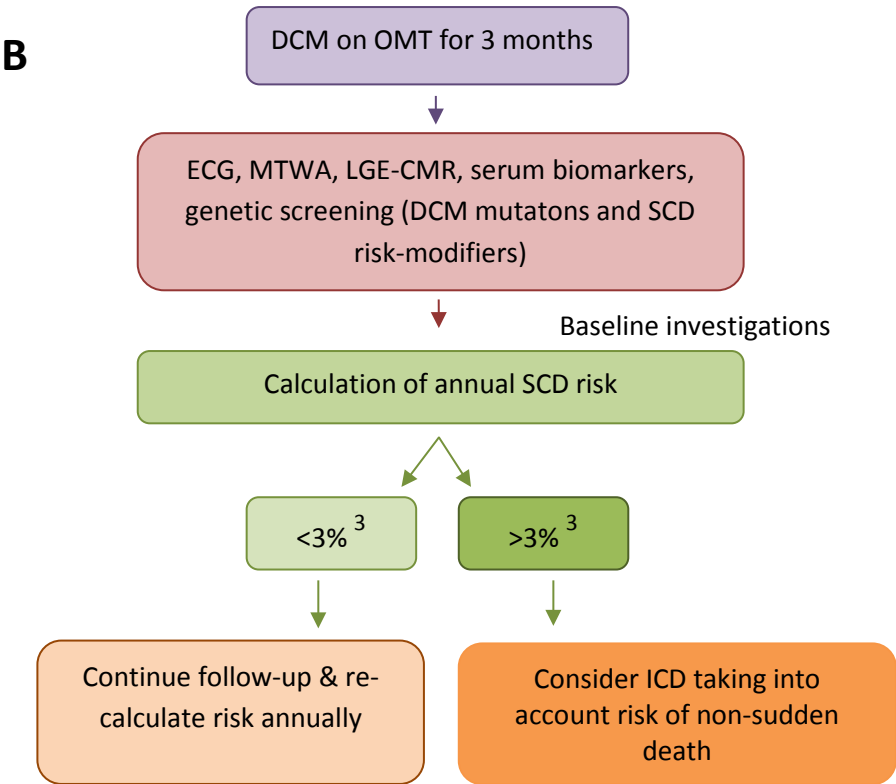 B
DCM on OMT for 3 months
ECG, MTWA, LGE-CMR, serum biomarkers,
genetic screening (DCM mutatons and SCD
risk-modifiers)
Baseline investigations
Calculation of annual SCD risk
<3% 3
>3% 3
Continue follow-up & re-
calculate risk annually
Consider ICD taking into
account risk of non-sudden
death